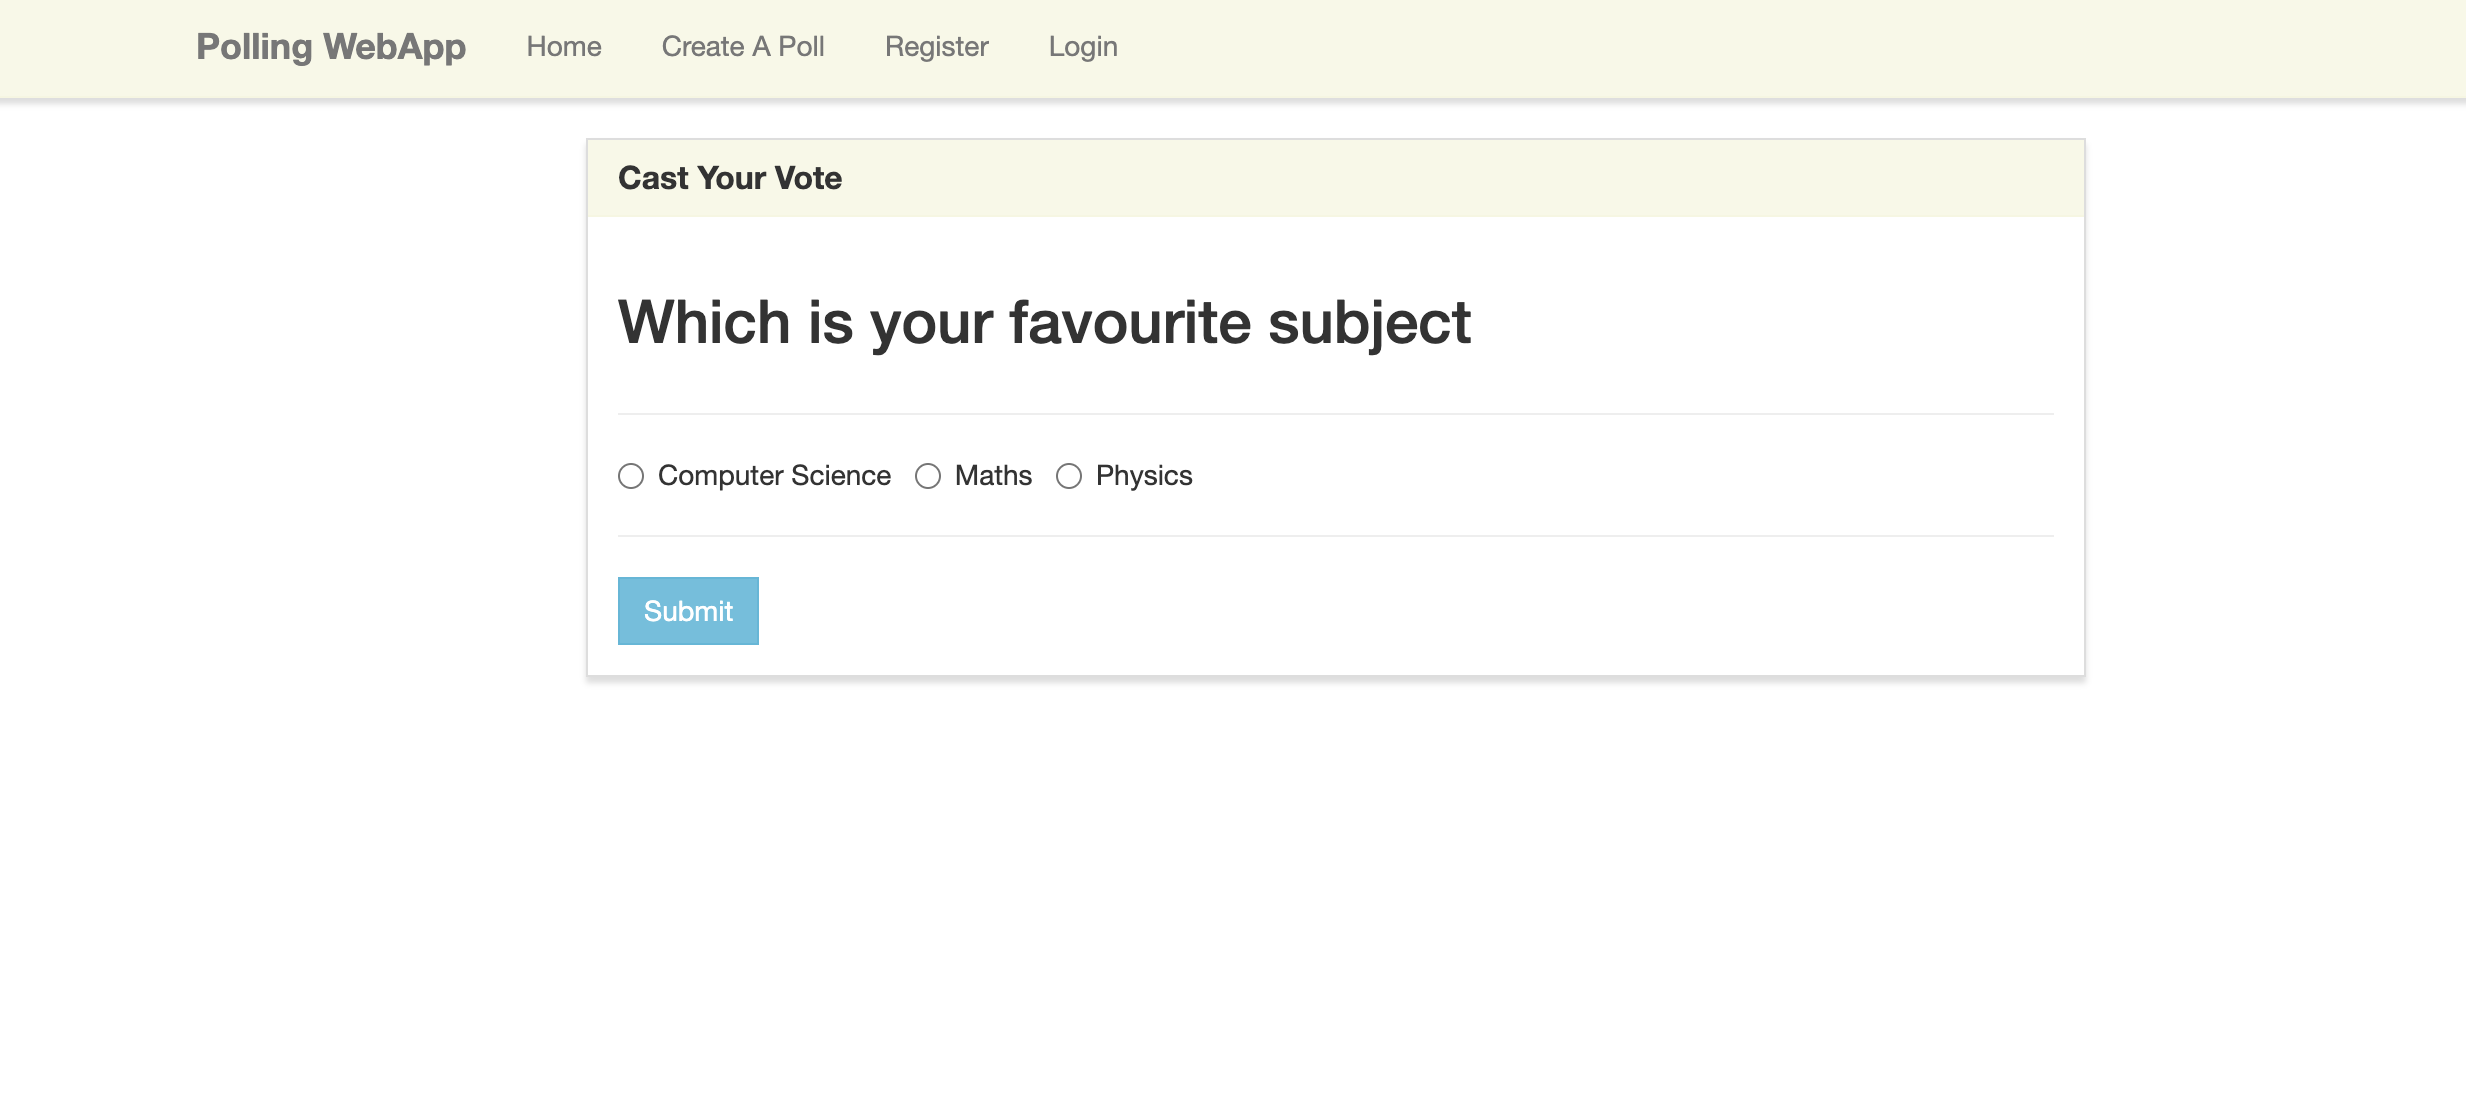 Polling WebApp Home Create A Poll Register Login
Cast Your Vote
Which is your favourite subject
Computer Science Maths Physics
Submit